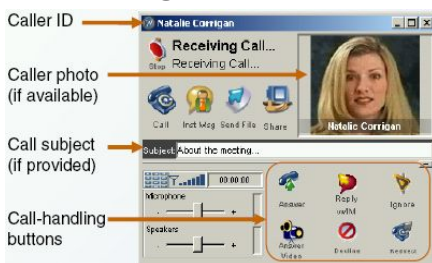 Caller ID
Natalie Corrigan
Receiving Call...
Stop Receiving Call...
Caller photo
(if available)
Call Inst Msg Send File Share
Natalie Corrigan
Call subject
(if provided)
Subject About the meeting...
00:00:00
Microphone
- +
Answer Reply Ignore
Call-handling
buttons
Speakers
- +
Answer Video Decline